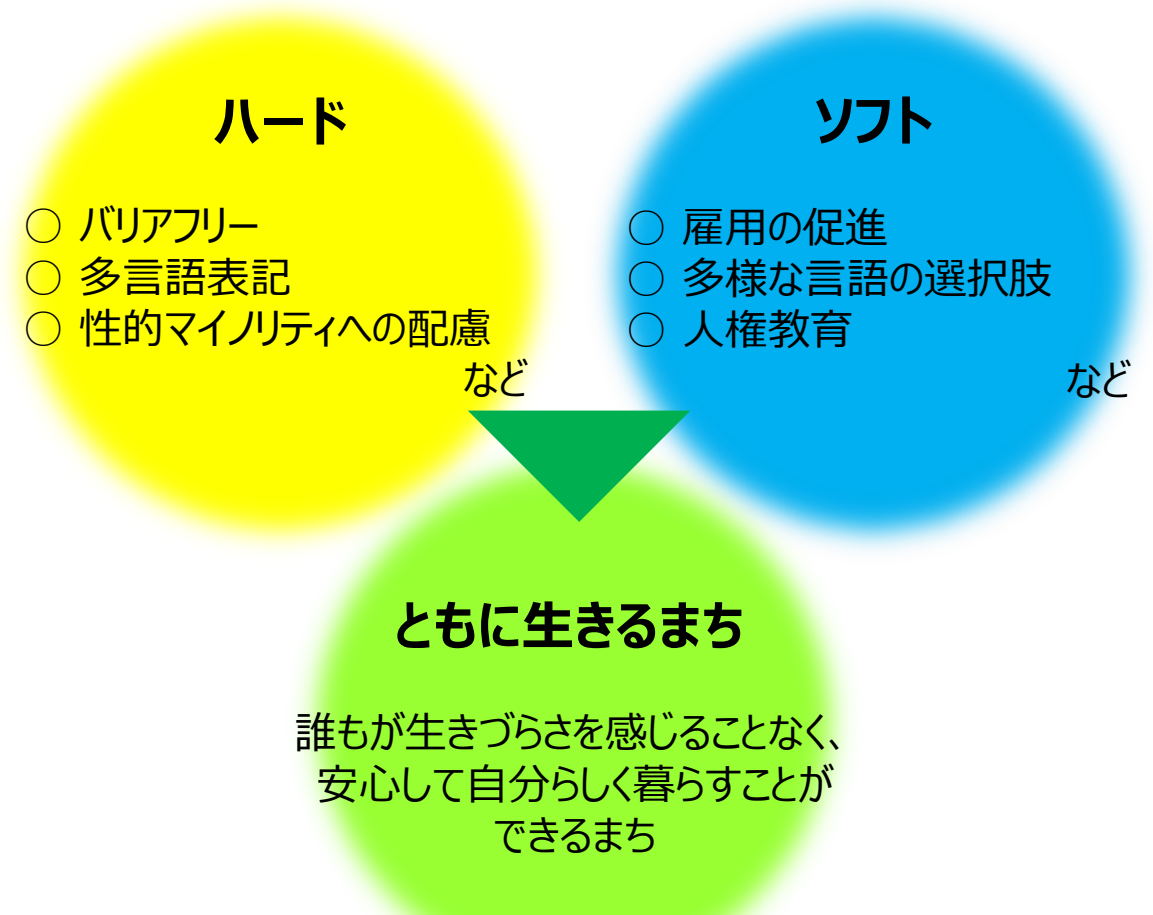 ハード
○ バリアフリー
○ 多言語表記
○ 性的マイノリティへの配慮
など
ソフト
○ 雇用の促進
○ 多様な言語の選択肢
○ 人権教育
など
ともに生きるまち
誰もが生きづらさを感じることなく、
安心して自分らしく暮らすことが
できるまち